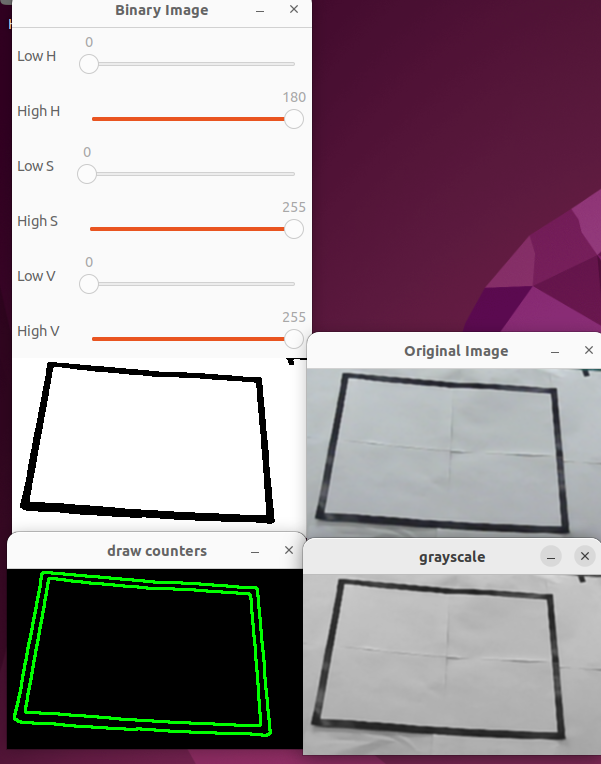 Binary Image
0
Low H
180
High H
0
Low S
255
High S
0
Low V
255
High V
Original Image
draw counters
grayscale